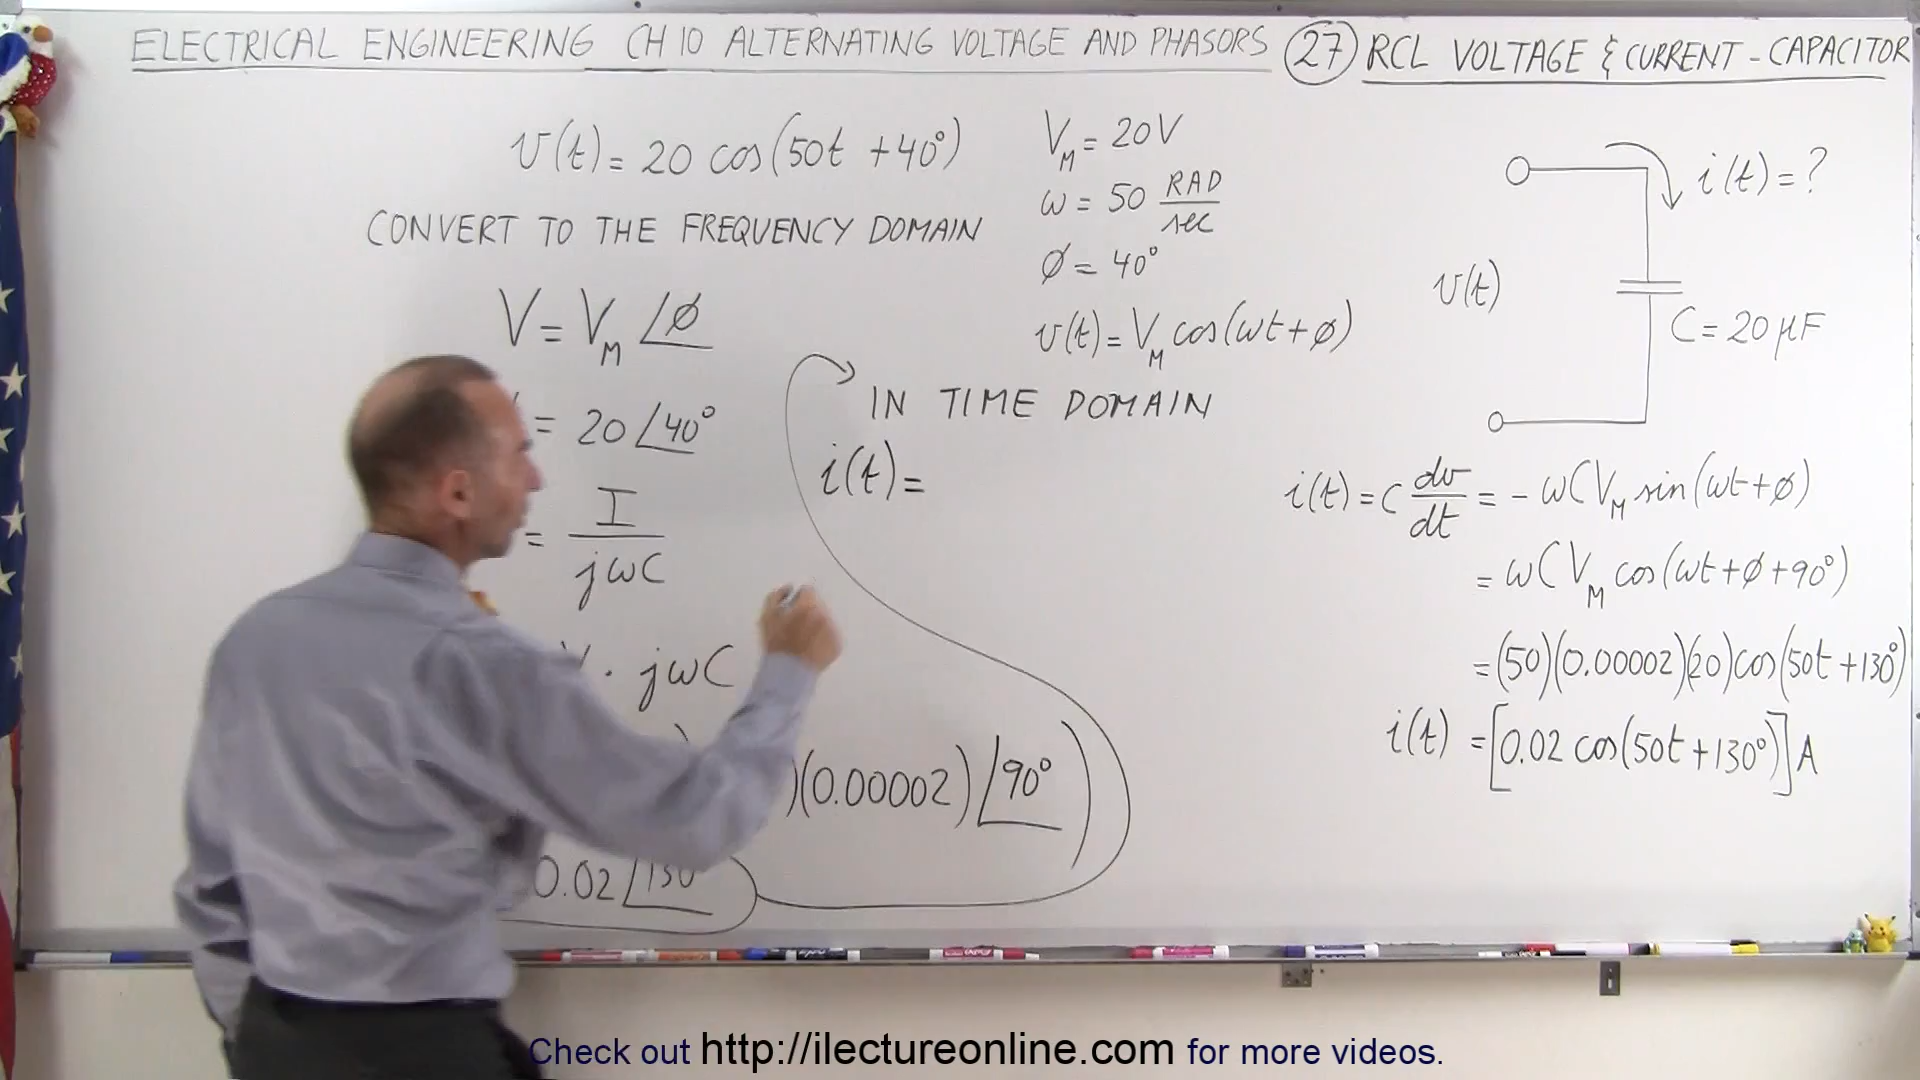 ELECTRICAL ENGINEERING CH 10 ALTERNATING VOLTAGE AND PHASORS 27 RCL VOLTAGE & CURRENT - CAPACITOR
v(t) = 20 cos(50t + 40°)
CONVERT TO THE FREQUENCY DOMAIN
V = V_M ∠ø
= 20 ∠40°
= I / jωC
· jωC
)(0.00002) ∠90° )
0.02 ∠130
V_M = 20V
ω = 50 RAD/sec
ø = 40°
v(t) = V_M cos(ωt + ø)
IN TIME DOMAIN
i(t) =
i(t) = ?
v(t)
C = 20 µF
i(t) = C dv/dt = - ωCV_M sin(ωt + ø)
= ωCV_M cos(ωt + ø + 90°)
= (50)(0.00002)(20) cos(50t + 130°)
i(t) = [0.02 cos(50t + 130°)] A
Check out http://ilectureonline.com for more videos.